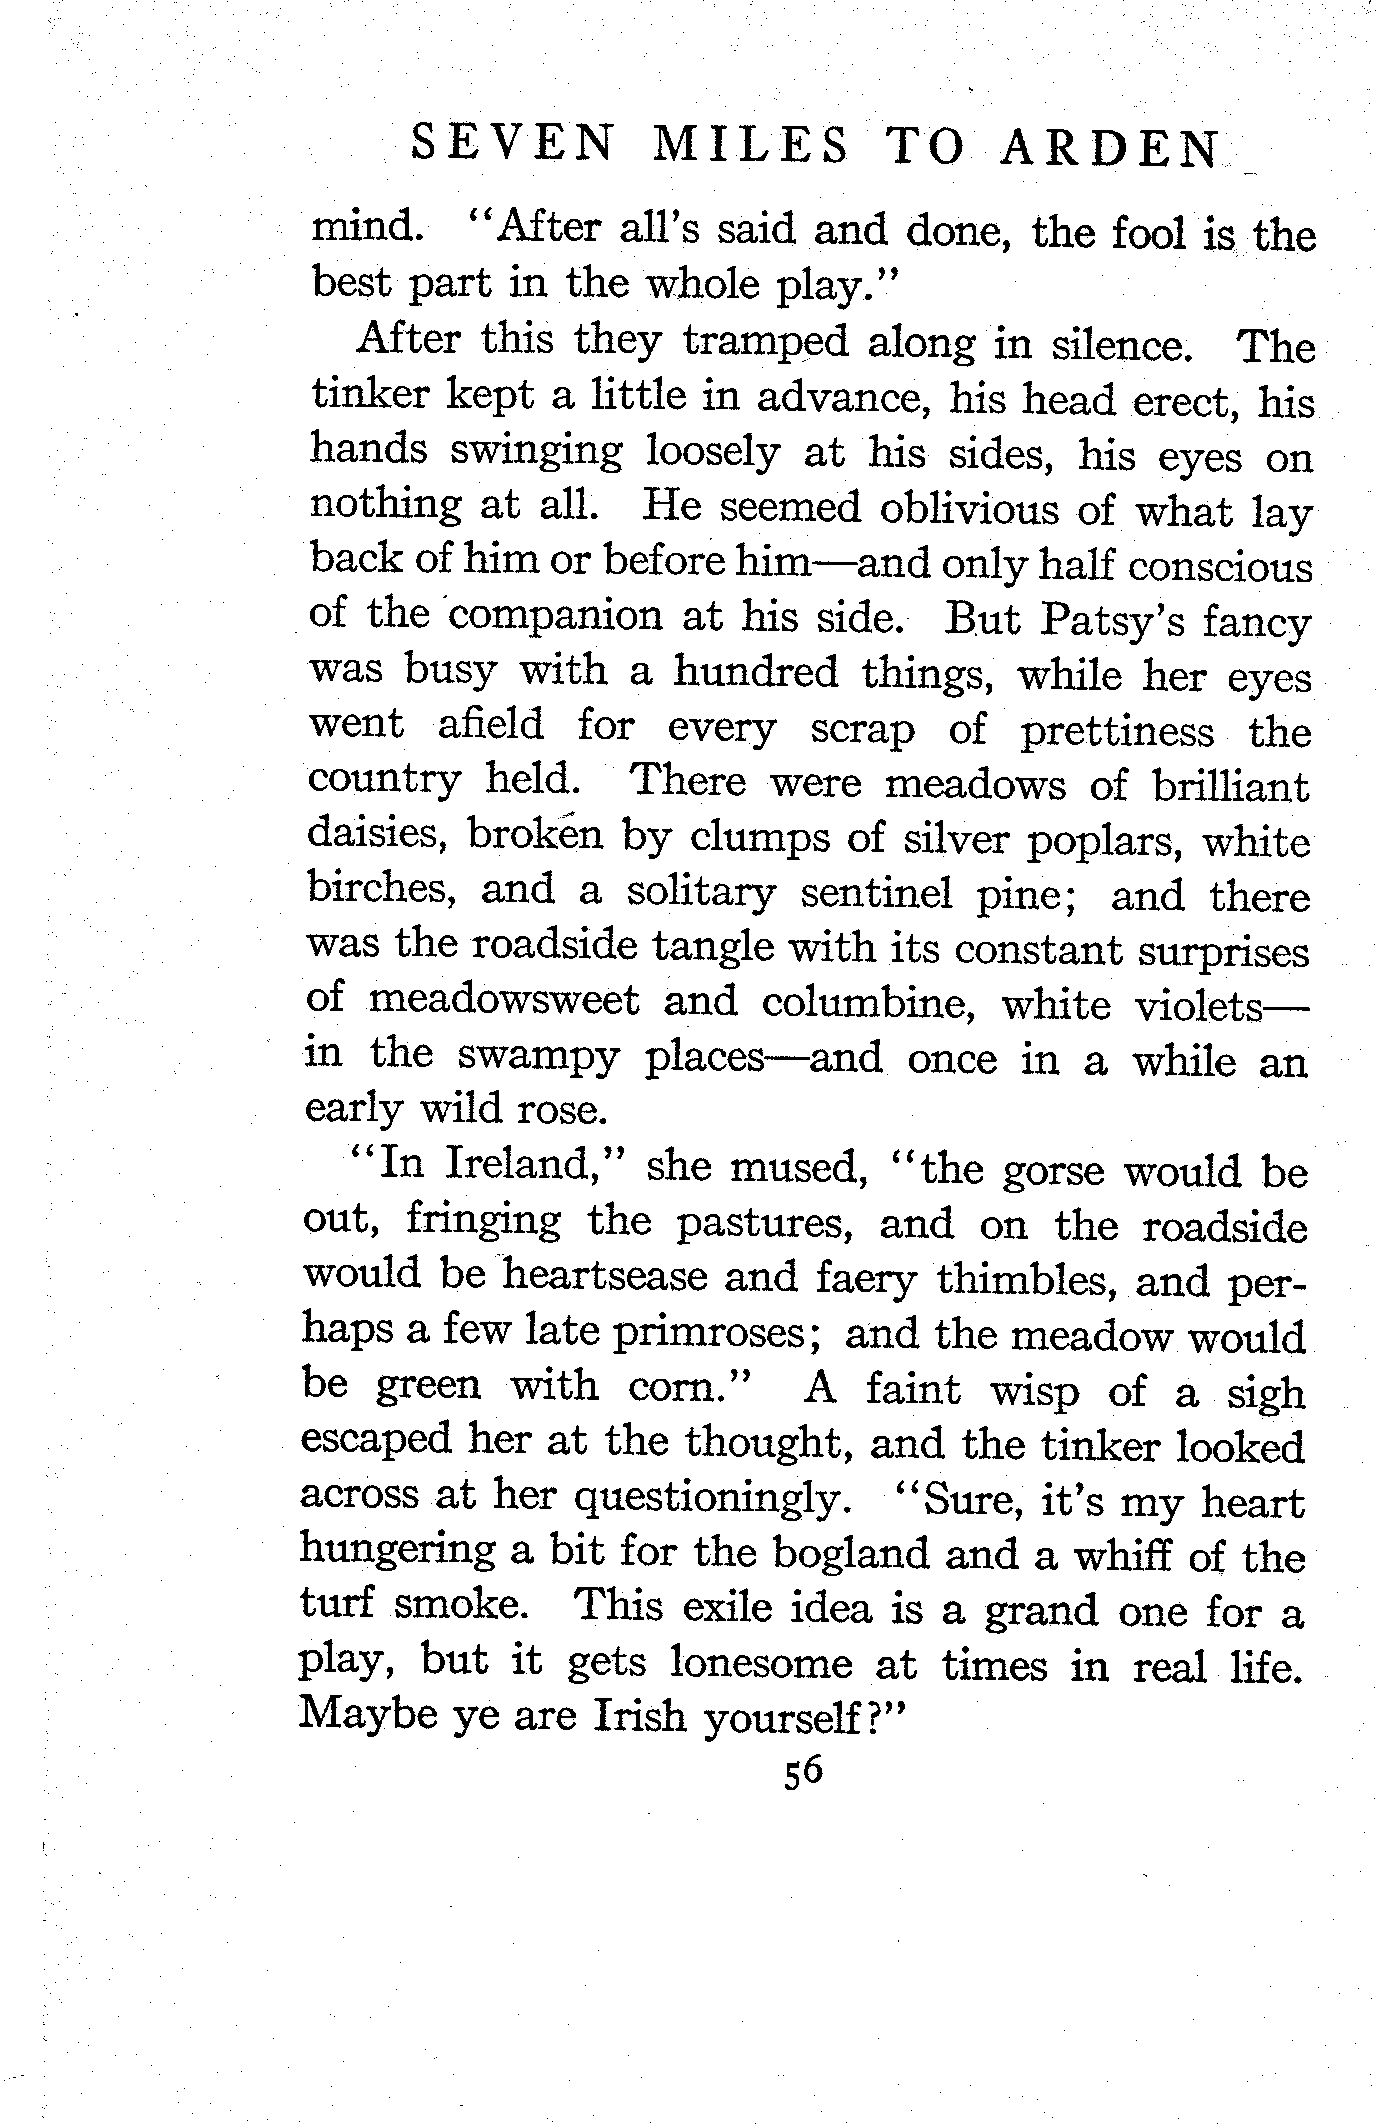 SEVEN MILES TO ARDEN
mind. "After all's said and done, the fool is the
best part in the whole play."
After this they tramped along in silence. The
tinker kept a little in advance, his head erect, his
hands swinging loosely at his sides, his eyes on
nothing at all. He seemed oblivious of what lay
back of him or before him—and only half conscious
of the companion at his side. But Patsy's fancy
was busy with a hundred things, while her eyes
went afield for every scrap of prettiness the
country held. There were meadows of brilliant
daisies, broken by clumps of silver poplars, white
birches, and a solitary sentinel pine; and there
was the roadside tangle with its constant surprises
of meadowsweet and columbine, white violets—
in the swampy places—and once in a while an
early wild rose.
"In Ireland," she mused, "the gorse would be
out, fringing the pastures, and on the roadside
would be heartsease and faery thimbles, and per-
haps a few late primroses; and the meadow would
be green with corn." A faint wisp of a sigh
escaped her at the thought, and the tinker looked
across at her questioningly. "Sure, it's my heart
hungering a bit for the bogland and a whiff of the
turf smoke. This exile idea is a grand one for a
play, but it gets lonesome at times in real life.
Maybe ye are Irish yourself?"
56